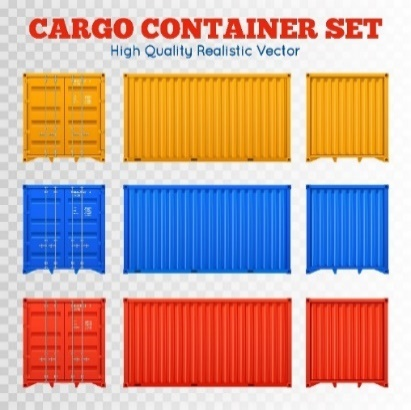 CARGO CONTAINER SET
High Quality Realistic Vector